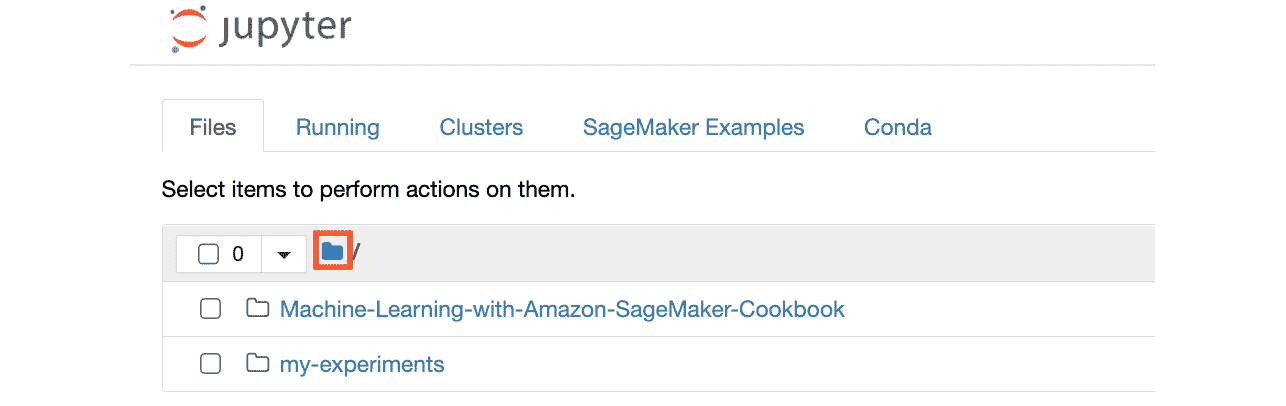 jupyter
Files Running Clusters SageMaker Examples Conda
Select items to perform actions on them.
0 /
Machine-Learning-with-Amazon-SageMaker-Cookbook
my-experiments